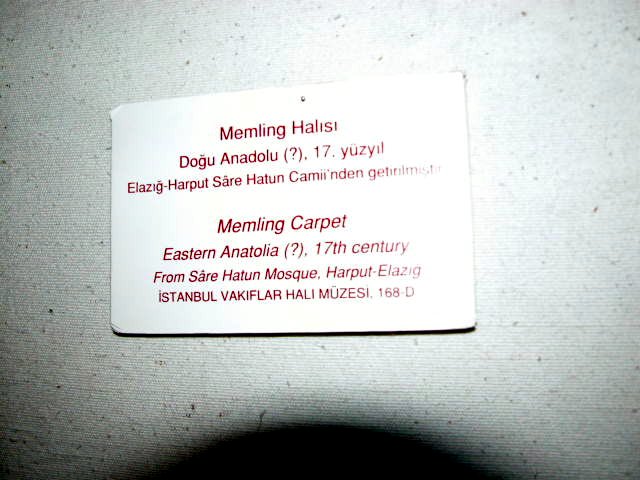 Memling Halısı
Doğu Anadolu (?), 17. yüzyıl
Elazığ-Harput Sâre Hatun Camii'nden getirilmiştir.
Memling Carpet
Eastern Anatolia (?), 17th century
From Sâre Hatun Mosque, Harput-Elazığ
İSTANBUL VAKIFLAR HALI MÜZESİ. 168-D